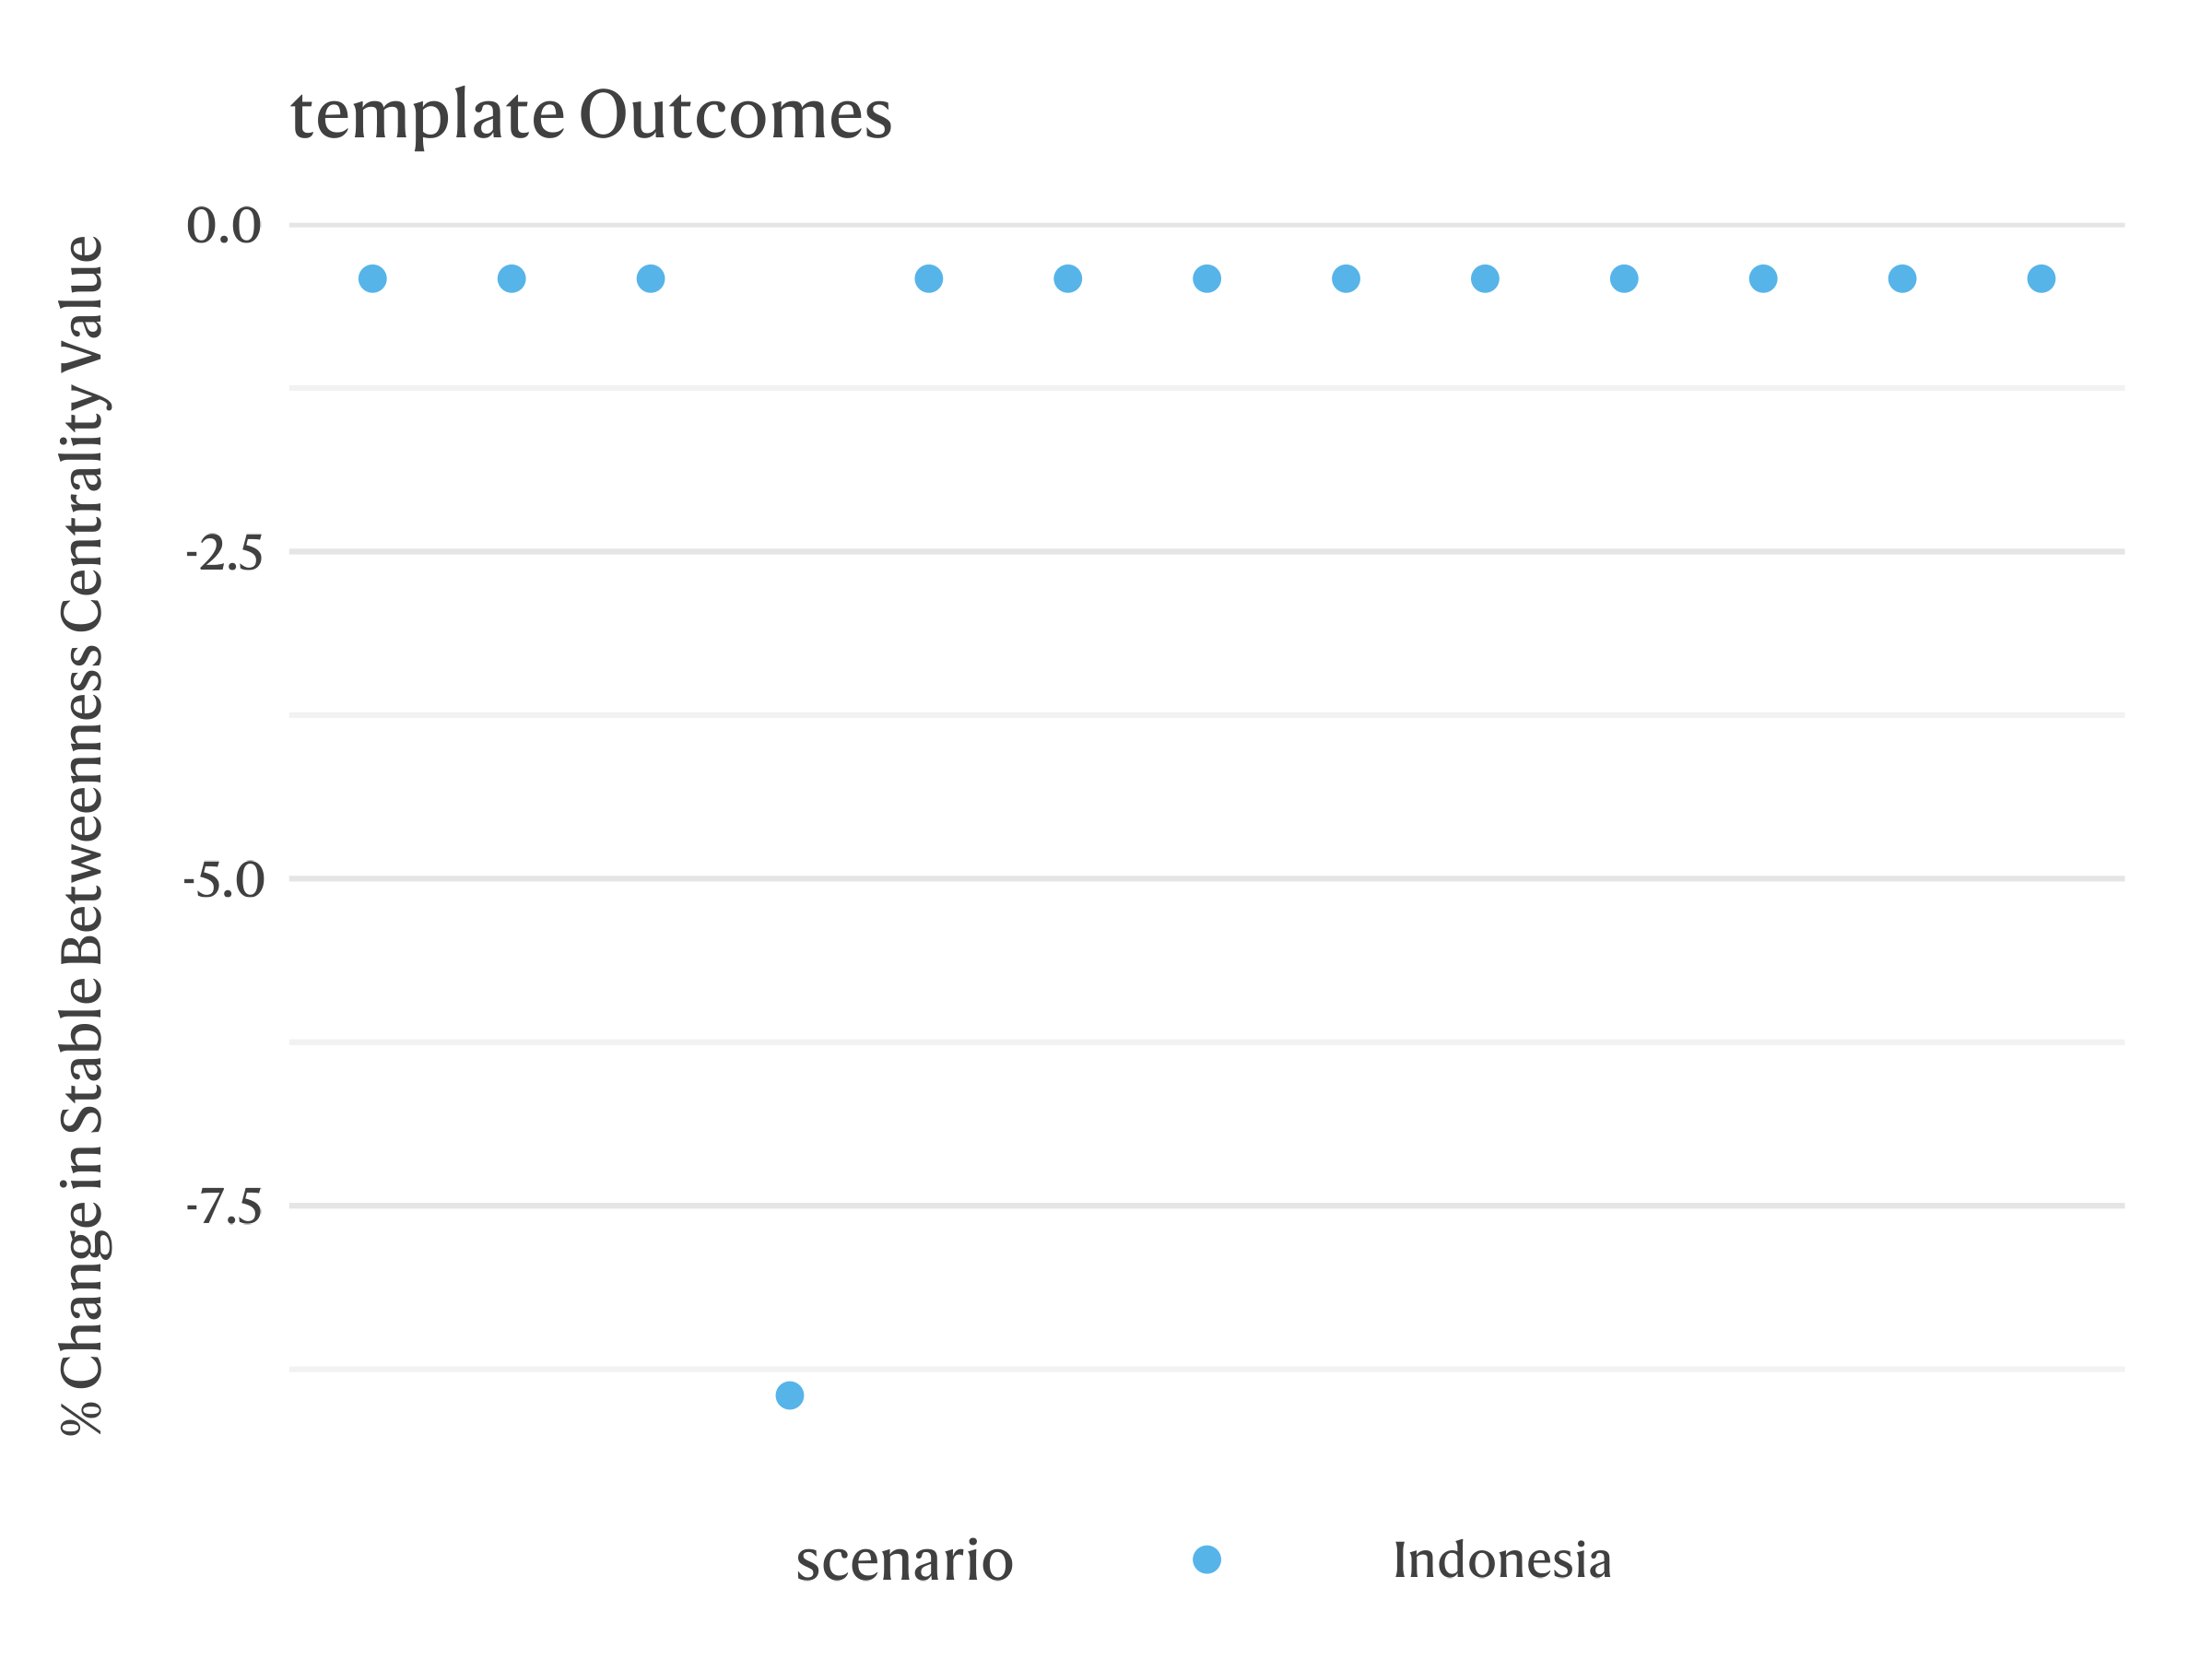 template Outcomes
% Change in Stable Betweenness Centrality Value
0.0
-2.5
-5.0
-7.5
scenario
Indonesia